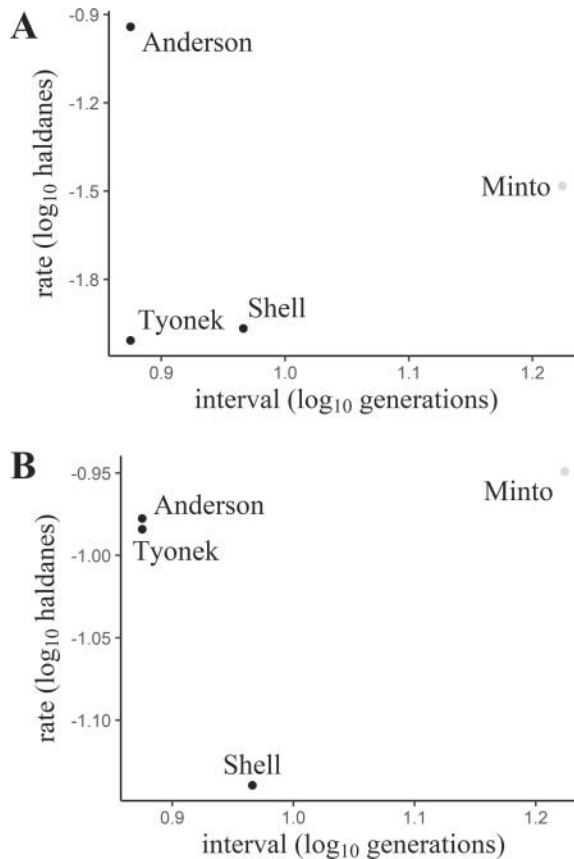 A
-0.9
Anderson
-1.2
rate (log10 haldanes)
-1.5
Minto
-1.8
Tyonek
Shell
0.9 1.0 1.1 1.2
interval (log10 generations)
B
-0.95
Anderson
Minto
-1.00
Tyonek
rate (log10 haldanes)
-1.05
-1.10
Shell
0.9 1.0 1.1 1.2
interval (log10 generations)